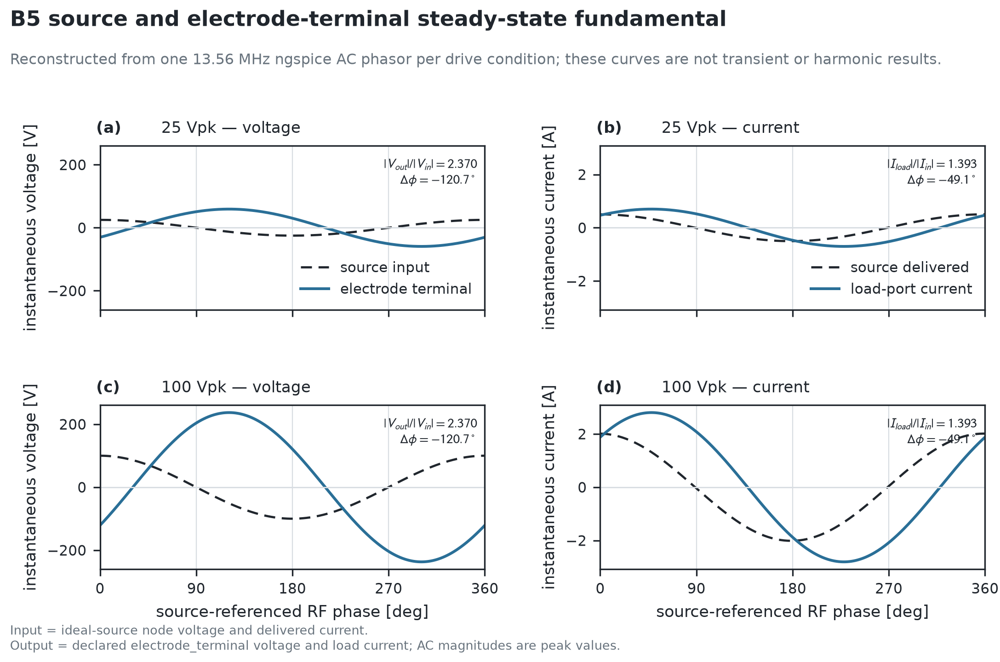 B5 source and electrode-terminal steady-state fundamental
Reconstructed from one 13.56 MHz ngspice AC phasor per drive condition; these curves are not transient or harmonic results.
(a) 25 Vpk — voltage
instantaneous voltage [V]
200
0
−200
|V_out|/|V_in| = 2.370
Δϕ = −120.7°
source input
electrode terminal
(b) 25 Vpk — current
instantaneous current [A]
2
0
−2
|I_load|/|I_in| = 1.393
Δϕ = −49.1°
source delivered
load-port current
(c) 100 Vpk — voltage
instantaneous voltage [V]
200
0
−200
|V_out|/|V_in| = 2.370
Δϕ = −120.7°
0 90 180 270 360
source-referenced RF phase [deg]
(d) 100 Vpk — current
instantaneous current [A]
2
0
−2
|I_load|/|I_in| = 1.393
Δϕ = −49.1°
0 90 180 270 360
source-referenced RF phase [deg]
Input = ideal-source node voltage and delivered current.
Output = declared electrode_terminal voltage and load current; AC magnitudes are peak values.